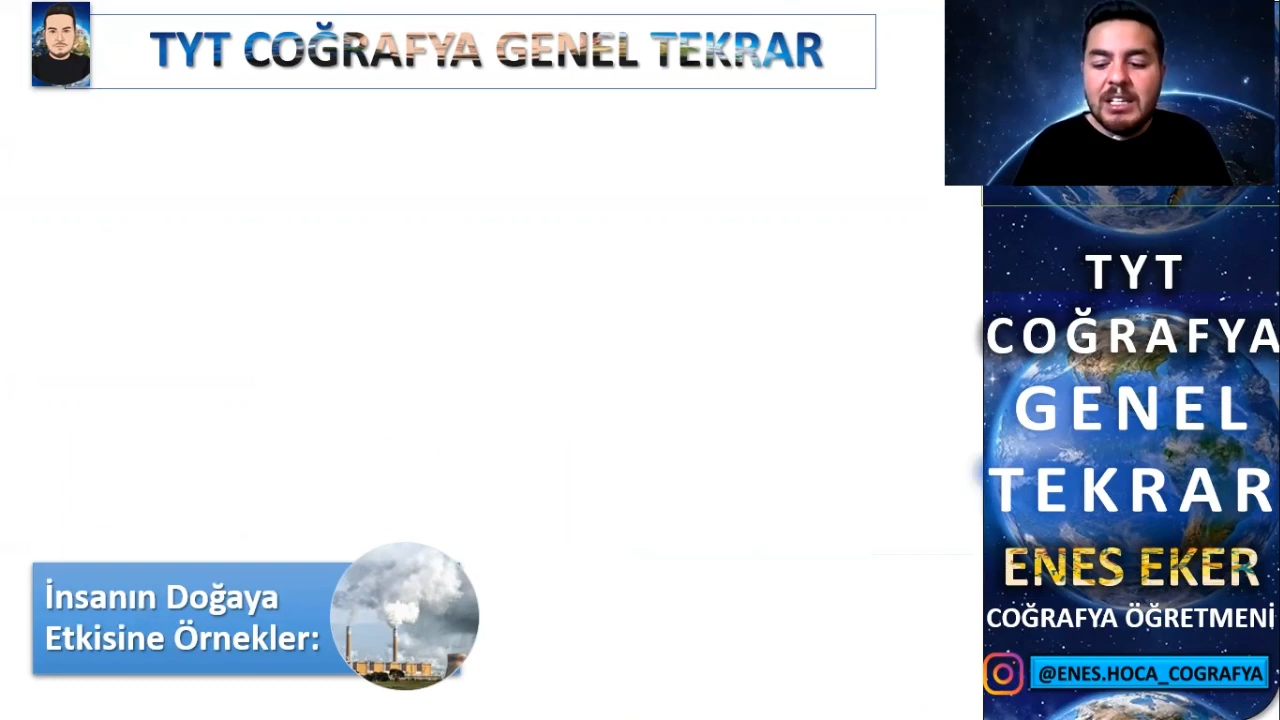 TYT COĞRAFYA GENEL TEKRAR
İnsanın Doğaya
Etkisine Örnekler:
TYT
COĞRAFYA
GENEL
TEKRAR
ENES EKER
COĞRAFYA ÖĞRETMENİ
@ENES.HOCA_COGRAFYA